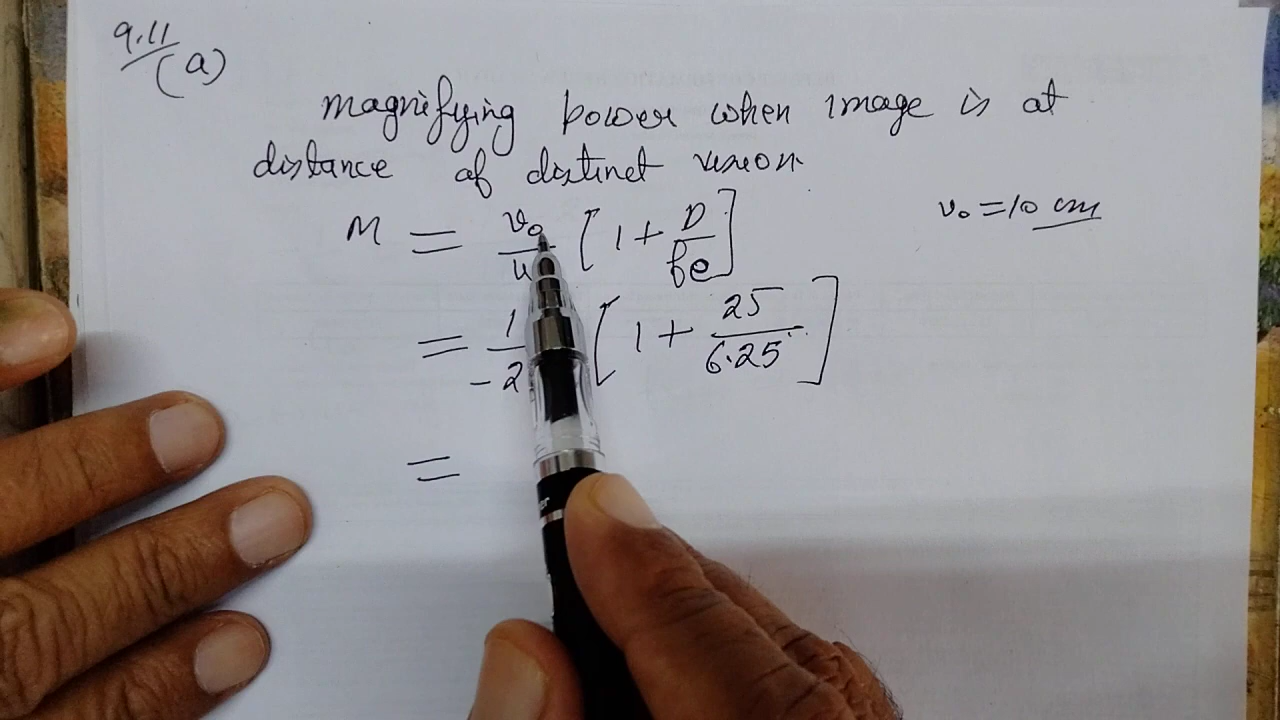 9.11
(a)
magnifying power when image is at
distance of distinct vision.
M = v₀/u [1 + D/fe]
v₀ = 10 cm
= 1/-2 [1 + 25/6.25]
=
er